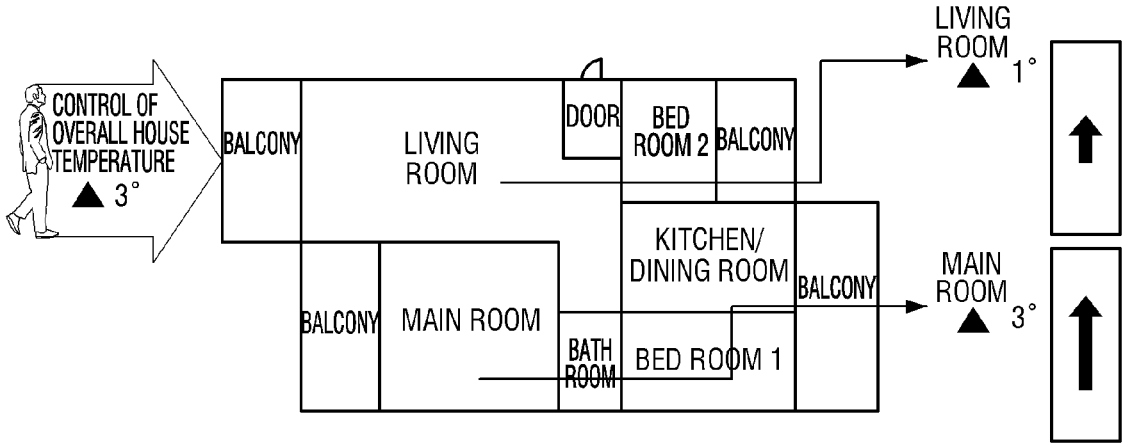 LIVING
ROOM
▲ 1°
CONTROL OF
OVERALL HOUSE
TEMPERATURE
▲ 3°
BALCONY
LIVING
ROOM
DOOR
BED
ROOM 2
BALCONY
KITCHEN/
DINING ROOM
BALCONY
MAIN
ROOM
▲ 3°
BALCONY
MAIN ROOM
BATH
ROOM
BED ROOM 1